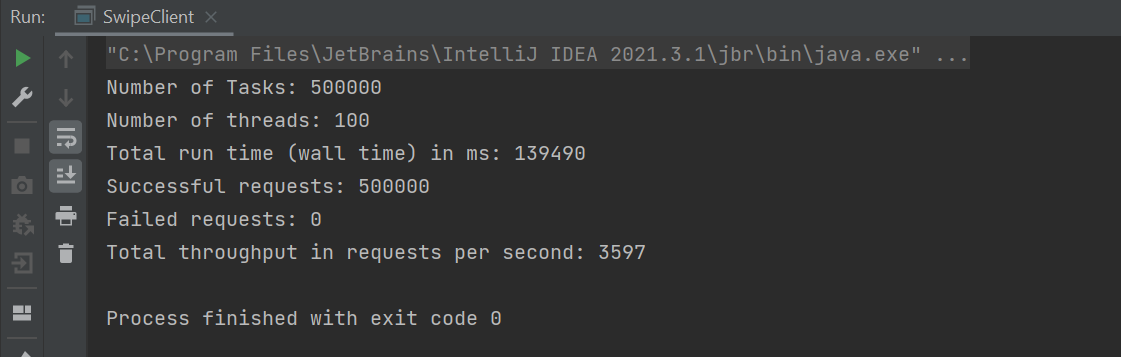 Run: SwipeClient
"C:\Program Files\JetBrains\IntelliJ IDEA 2021.3.1\jbr\bin\java.exe" ...
Number of Tasks: 500000
Number of threads: 100
Total run time (wall time) in ms: 139490
Successful requests: 500000
Failed requests: 0
Total throughput in requests per second: 3597
Process finished with exit code 0